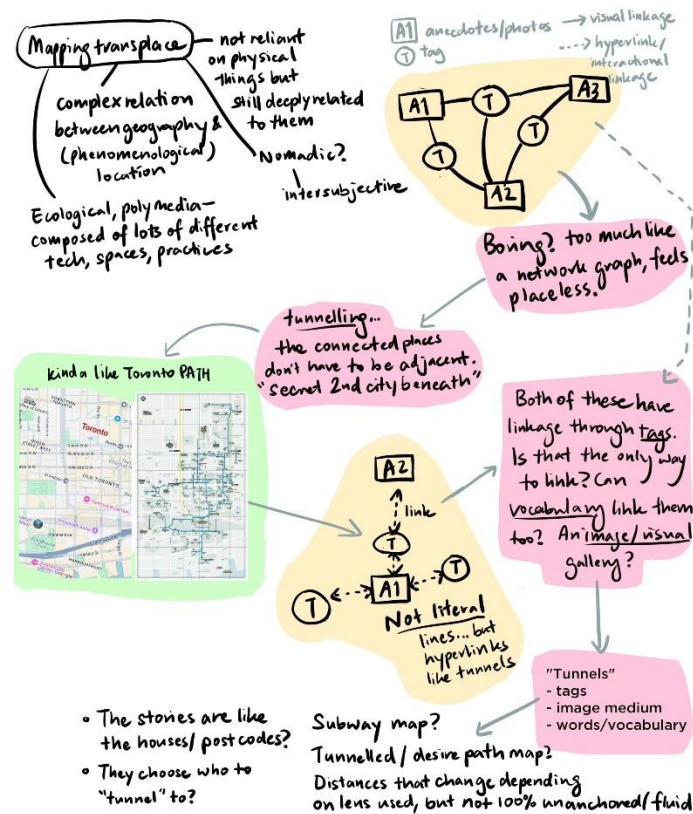 Mapping transplace
not reliant
on physical
things but
still deeply related
to them
complex relation
between geography &
(phenomenological)
location
Nomadic?
intersubjective
Ecological, polymedia–
composed of lots of different
tech, spaces, practices
A1 anecdotes/photos
T tag
visual linkage
hyperlink/
interactional
linkage
A1
T
A3
T
T
A2
Boring? too much like
a network graph, feels
placeless.
tunnelling...
the connected places
don't have to be adjacent.
"secret 2nd city beneath"
kinda like Toronto PATH
Toronto
OLD TORONTO
A2
link
T
T
A1
T
Not literal
lines... but
hyperlinks
like tunnels
Both of these have
linkage through tags.
Is that the only way
to link? Can
vocabulary link them
too? An image/visual
gallery?
"Tunnels"
- tags
- image medium
- words/vocabulary
• The stories are like
the houses/postcodes?
• They choose who to
"tunnel" to?
Subway map?
Tunnelled/desire path map?
Distances that change depending
on lens used, but not 100% unanchored/fluid